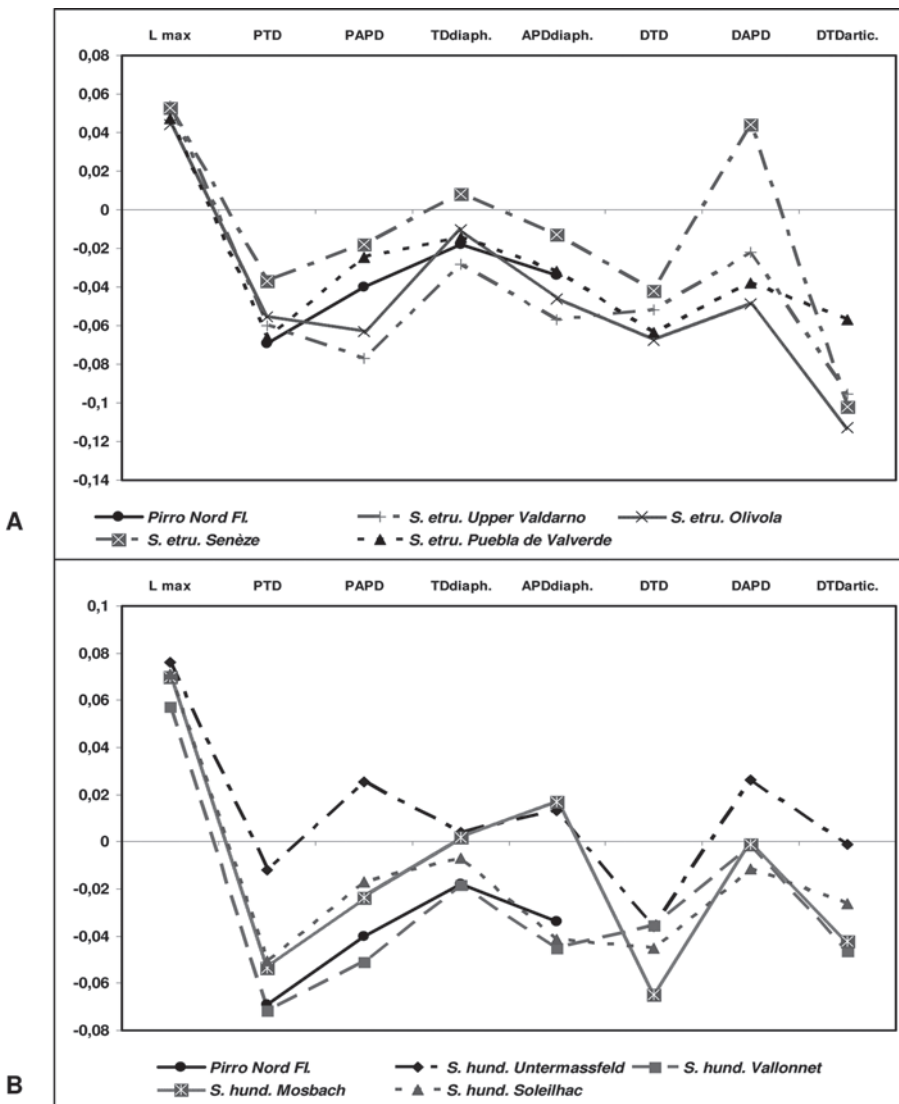 L max PTD PAPD TDdiaph. APDdiaph. DTD DAPD DTDartic.
0,08
0,06
0,04
0,02
0
-0,02
-0,04
-0,06
-0,08
-0,1
-0,12
-0,14
A
Pirro Nord Fl. S. etru. Upper Valdarno S. etru. Olivola
S. etru. Senèze S. etru. Puebla de Valverde
L max PTD PAPD TDdiaph. APDdiaph. DTD DAPD DTDartic.
0,1
0,08
0,06
0,04
0,02
0
-0,02
-0,04
-0,06
-0,08
Pirro Nord Fl. S. hund. Untermassfeld S. hund. Vallonnet
B
S. hund. Mosbach S. hund. Soleilhac